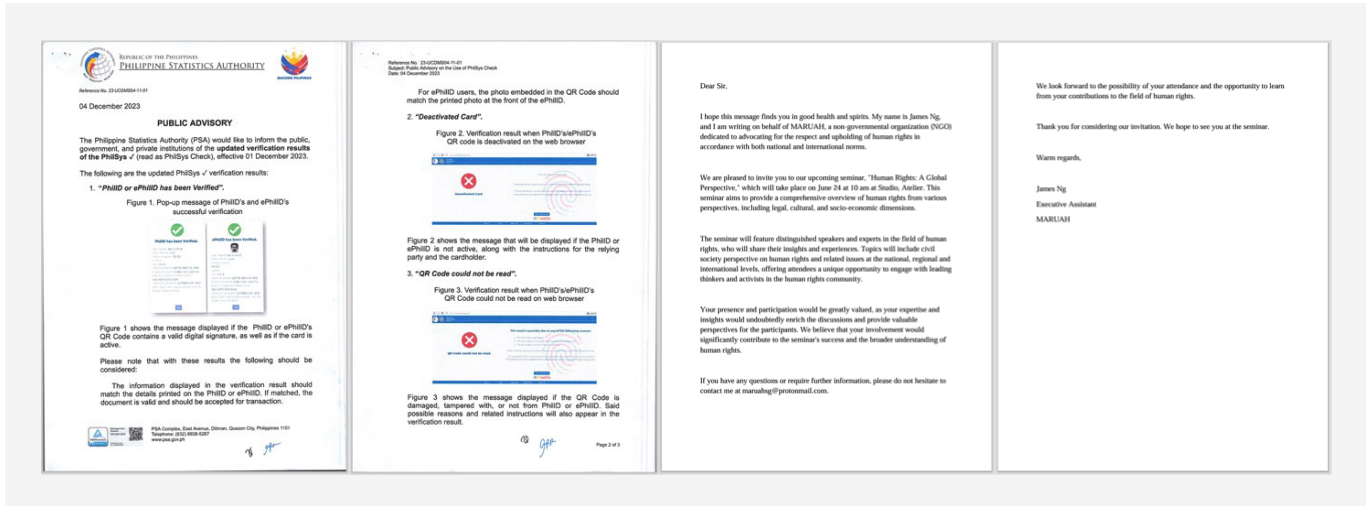 REPUBLIC OF THE PHILIPPINES
PHILIPPINE STATISTICS AUTHORITY
BAGONG PILIPINAS
Reference No. 23-UCDMS04-11-01
04 December 2023
PUBLIC ADVISORY
The Philippine Statistics Authority (PSA) would like to inform the public,
government, and private institutions of the updated verification results
of the PhilSys ✓ (read as PhilSys Check), effective 01 December 2023.
The following are the updated PhilSys ✓ verification results:
1. “PhilID or ePhilID has been Verified”.
Figure 1. Pop-up message of PhilID's and ePhilID's
successful verification
PhilID has been Verified.
ePhilID has been Verified.
Figure 1 shows the message displayed if the PhilID or ePhilID's
QR Code contains a valid digital signature, as well as if the card is
active.
Please note that with these results the following should be
considered:
The information displayed in the verification result should
match the details printed on the PhilID or ePhilID. If matched, the
document is valid and should be accepted for transaction.
PSA Complex, East Avenue, Diliman, Quezon City, Philippines 1101
Telephone: (632) 8938-5267
www.psa.gov.ph
Reference No. 23-UCDMS04-11-01
Subject: Public Advisory on the Use of PhilSys Check
Date: 04 December 2023
For ePhilID users, the photo embedded in the QR Code should
match the printed photo at the front of the ePhilID.
2. “Deactivated Card”.
Figure 2. Verification result when PhilID's/ePhilID's
QR code is deactivated on the web browser
Deactivated Card
Figure 2 shows the message that will be displayed if the PhilID or
ePhilID is not active, along with the instructions for the relying
party and the cardholder.
3. “QR Code could not be read”.
Figure 3. Verification result when PhilID's/ePhilID's
QR Code could not be read on web browser
QR Code could not be read.
Figure 3 shows the message displayed if the QR Code is
damaged, tampered with, or not from PhilID or ePhilID. Said
possible reasons and related instructions will also appear in the
verification result.
Page 2 of 3
Dear Sir,
I hope this message finds you in good health and spirits. My name is James Ng,
and I am writing on behalf of MARUAH, a non-governmental organization (NGO)
dedicated to advocating for the respect and upholding of human rights in
accordance with both national and international norms.
We are pleased to invite you to our upcoming seminar, "Human Rights: A Global
Perspective," which will take place on June 24 at 10 am at Studio, Atelier. This
seminar aims to provide a comprehensive overview of human rights from various
perspectives, including legal, cultural, and socio-economic dimensions.
The seminar will feature distinguished speakers and experts in the field of human
rights, who will share their insights and experiences. Topics will include civil
society perspective on human rights and related issues at the national, regional and
international levels, offering attendees a unique opportunity to engage with leading
thinkers and activists in the human rights community.
Your presence and participation would be greatly valued, as your expertise and
insights would undoubtedly enrich the discussions and provide valuable
perspectives for the participants. We believe that your involvement would
significantly contribute to the seminar's success and the broader understanding of
human rights.
If you have any questions or require further information, please do not hesitate to
contact me at maruahsg@protonmail.com.
We look forward to the possibility of your attendance and the opportunity to learn
from your contributions to the field of human rights.
Thank you for considering our invitation. We hope to see you at the seminar.
Warm regards,
James Ng
Executive Assistant
MARUAH